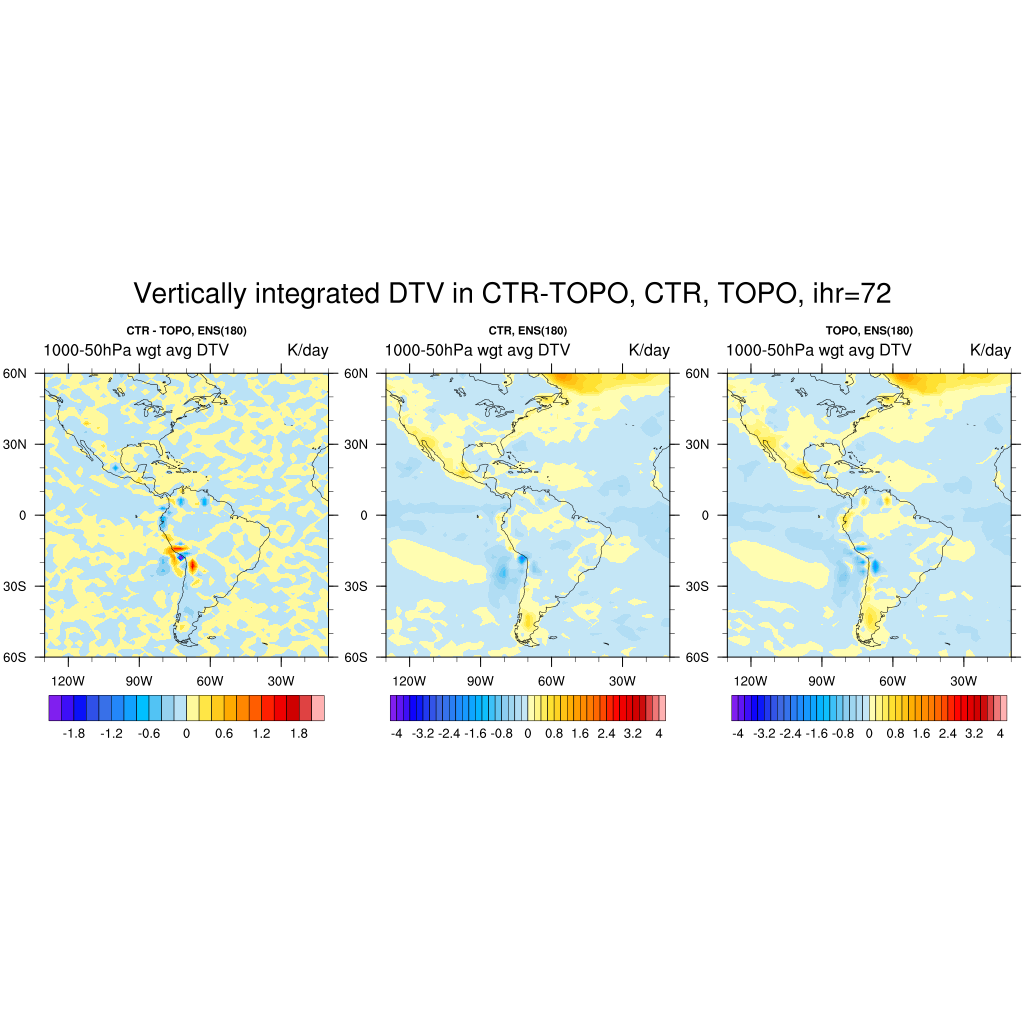 Vertically integrated DTV in CTR-TOPO, CTR, TOPO, ihr=72
CTR - TOPO, ENS(180)
1000-50hPa wgt avg DTV K/day
60N
30N
0
30S
60S
120W 90W 60W 30W
-1.8 -1.2 -0.6 0 0.6 1.2 1.8
CTR, ENS(180)
1000-50hPa wgt avg DTV K/day
60N
30N
0
30S
60S
120W 90W 60W 30W
-4 -3.2 -2.4 -1.6 -0.8 0 0.8 1.6 2.4 3.2 4
TOPO, ENS(180)
1000-50hPa wgt avg DTV K/day
60N
30N
0
30S
60S
120W 90W 60W 30W
-4 -3.2 -2.4 -1.6 -0.8 0 0.8 1.6 2.4 3.2 4